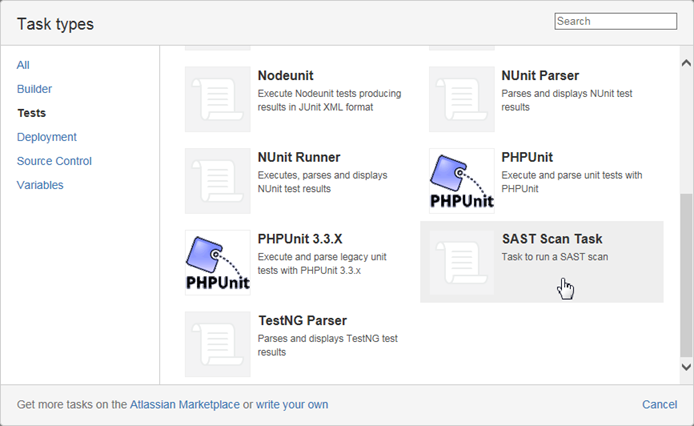 Task types
Search
All
Builder
Tests
Deployment
Source Control
Variables
Nodeunit
Execute Nodeunit tests producing
results in JUnit XML format
NUnit Parser
Parses and displays NUnit test
results
NUnit Runner
Executes, parses and displays
NUnit test results
PHPUnit
PHPUnit
Execute and parse unit tests with
PHPUnit
PHPUnit
PHPUnit 3.3.X
Execute and parse legacy unit
tests with PHPUnit 3.3.x
SAST Scan Task
Task to run a SAST scan
TestNG Parser
Parses and displays TestNG test
results
Get more tasks on the Atlassian Marketplace or write your own
Cancel